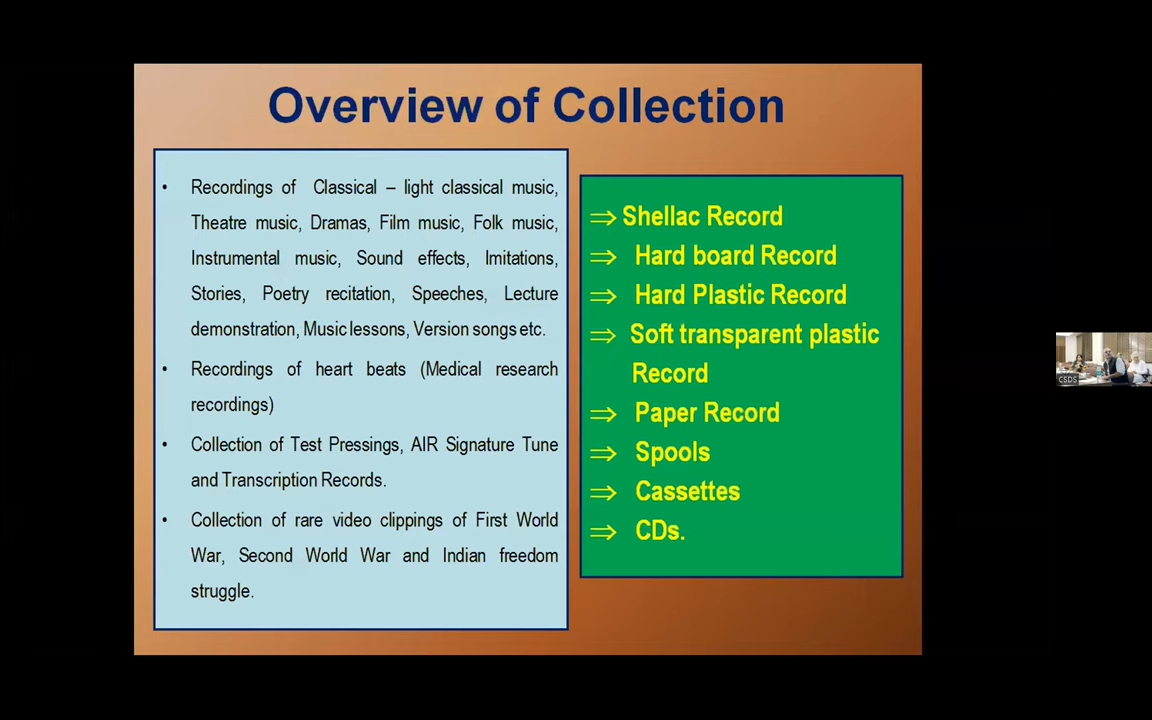 Overview of Collection
• Recordings of Classical – light classical music,
Theatre music, Dramas, Film music, Folk music,
Instrumental music, Sound effects, Imitations,
Stories, Poetry recitation, Speeches, Lecture
demonstration, Music lessons, Version songs etc.
• Recordings of heart beats (Medical research
recordings)
• Collection of Test Pressings, AIR Signature Tune
and Transcription Records.
• Collection of rare video clippings of First World
War, Second World War and Indian freedom
struggle.
⇒ Shellac Record
⇒ Hard board Record
⇒ Hard Plastic Record
⇒ Soft transparent plastic
Record
⇒ Paper Record
⇒ Spools
⇒ Cassettes
⇒ CDs.
CSDS